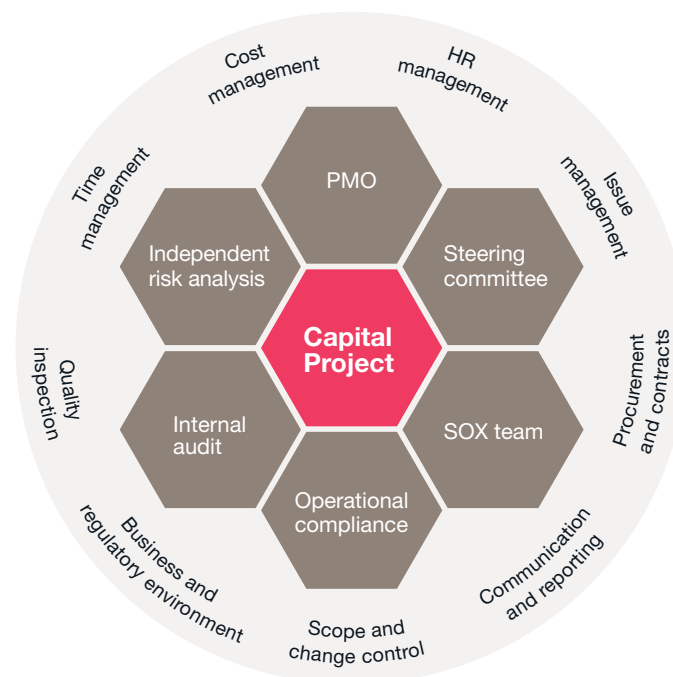 Cost
management
HR
management
Time
management
Issue
management
PMO
Independent
risk analysis
Steering
committee
Capital
Project
Quality
inspection
Procurement
and contracts
Internal
audit
SOX team
Operational
compliance
Business and
regulatory environment
Communication
and reporting
Scope and
change control